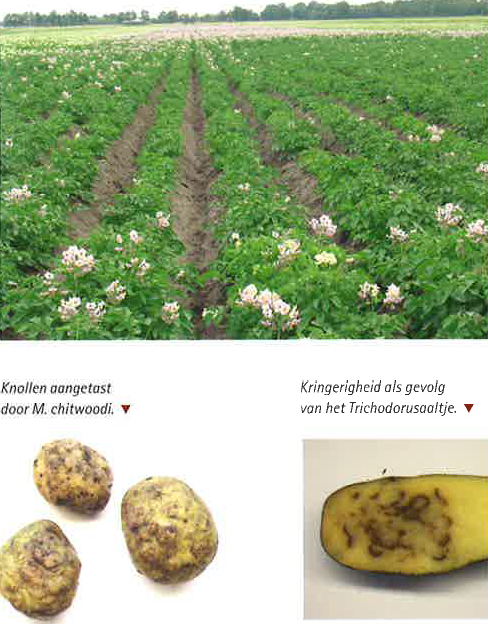 Knollen aangetast
door M. chitwoodi. ▼
Kringerigheid als gevolg
van het Trichodorusaaltje. ▼